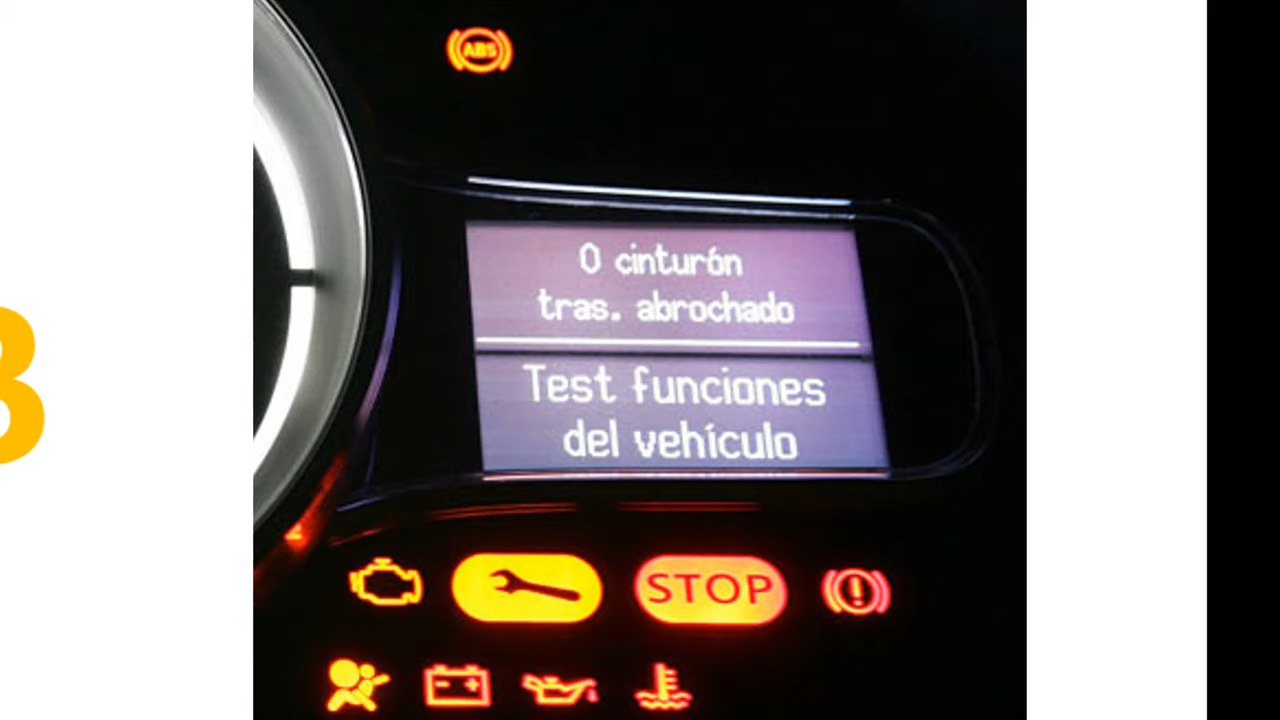 ABS
0 cinturón
tras. abrochado
Test funciones
del vehículo
STOP